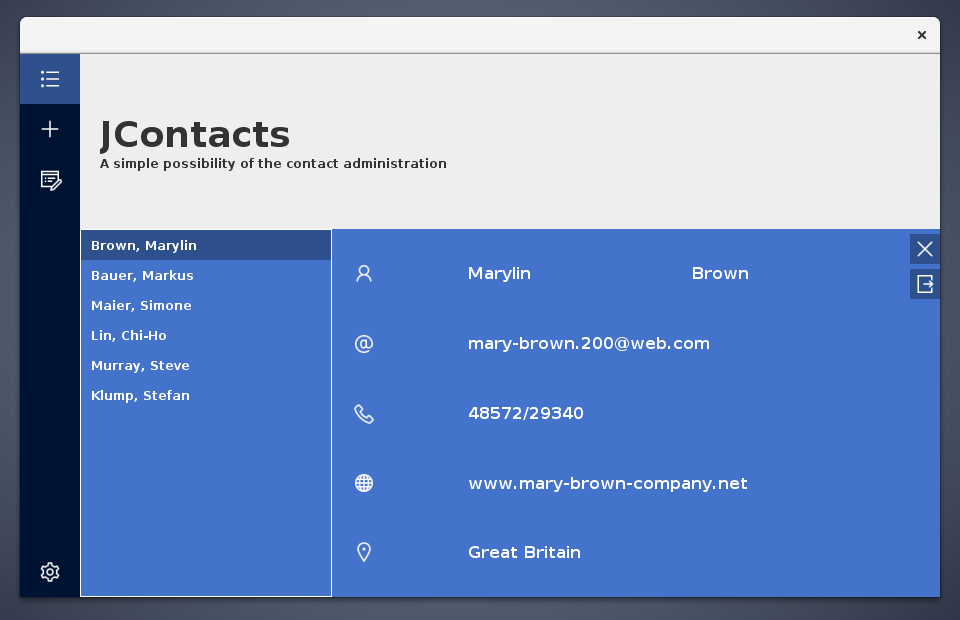 JContacts
A simple possibility of the contact administration
Brown, Marylin
Bauer, Markus
Maier, Simone
Lin, Chi-Ho
Murray, Steve
Klump, Stefan
Marylin Brown
mary-brown.200@web.com
48572/29340
www.mary-brown-company.net
Great Britain